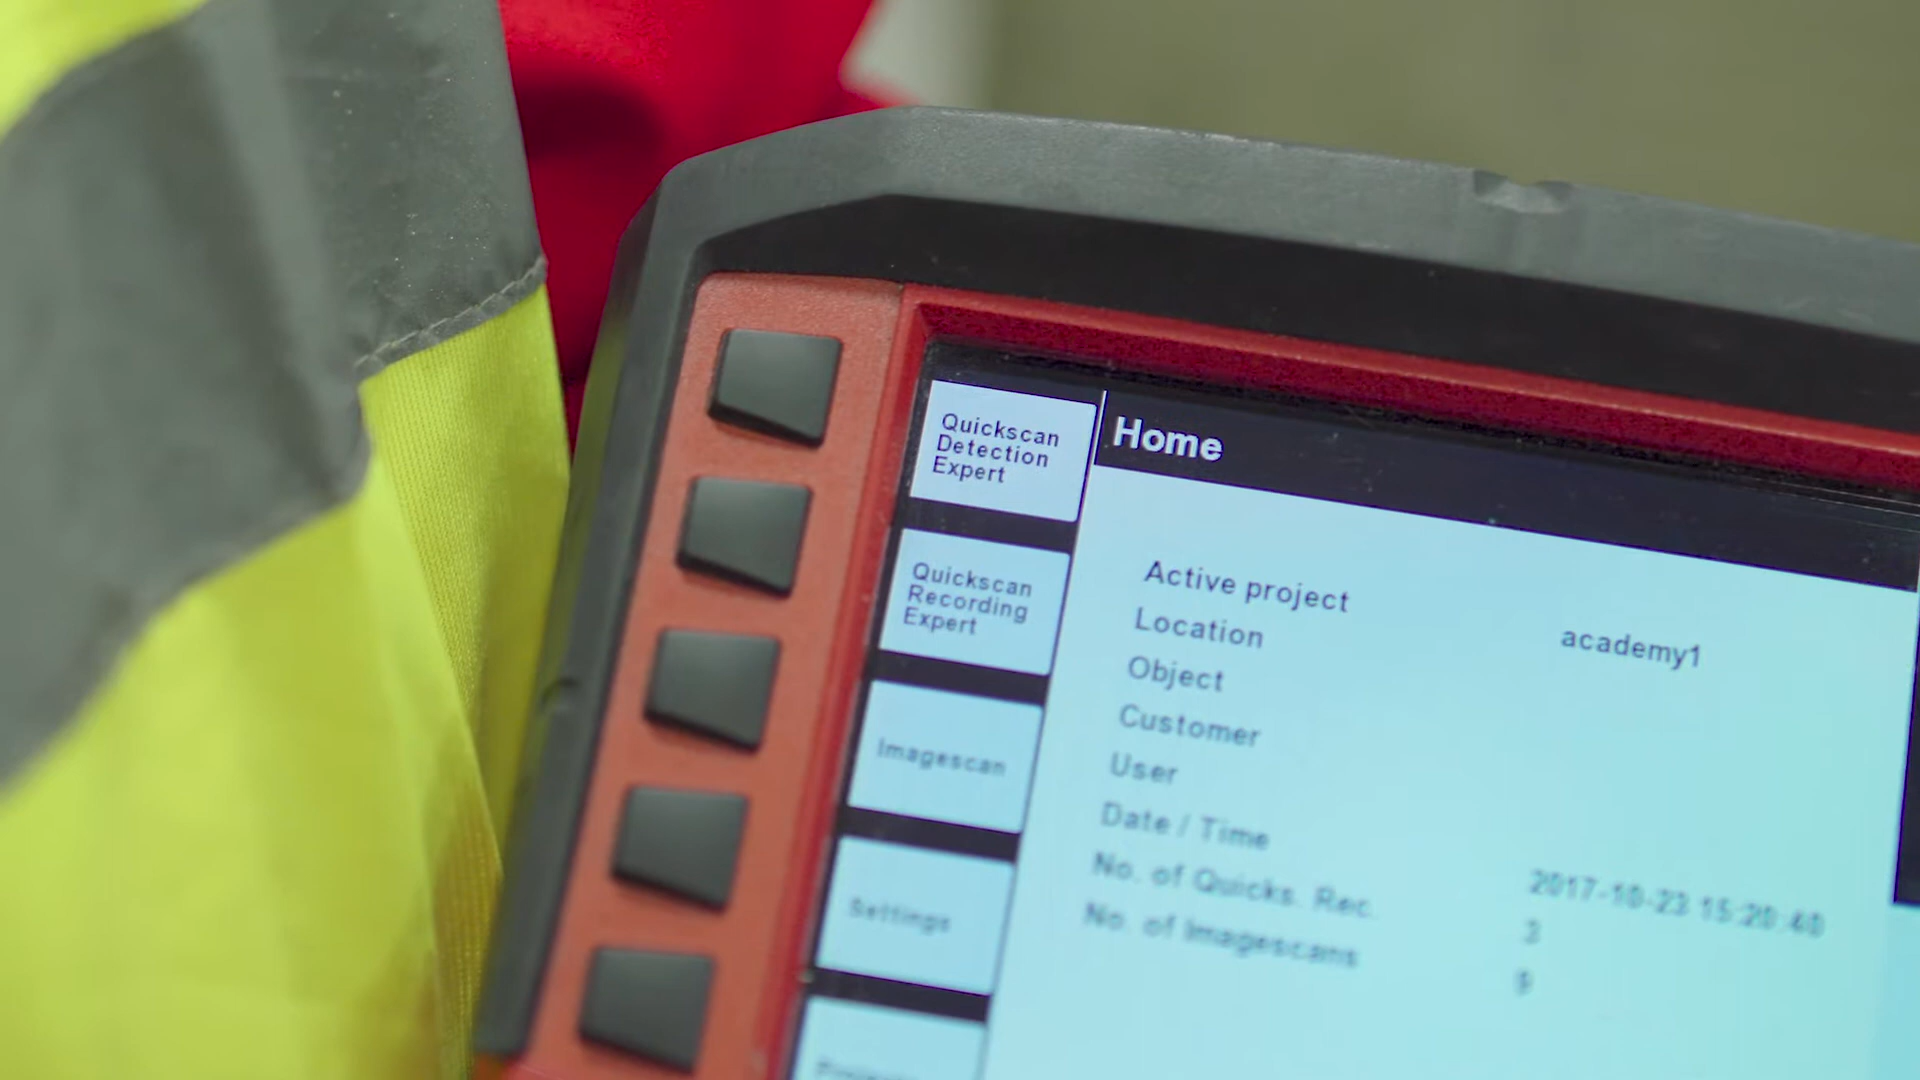 Quickscan
Detection
Expert
Quickscan
Recording
Expert
Imagescan
Settings
Home
Active project
academy1
Location
Object
Customer
User
Date / Time
2017-10-23 15:20:40
No. of Quicks. Rec.
3
No. of Imagescans
9